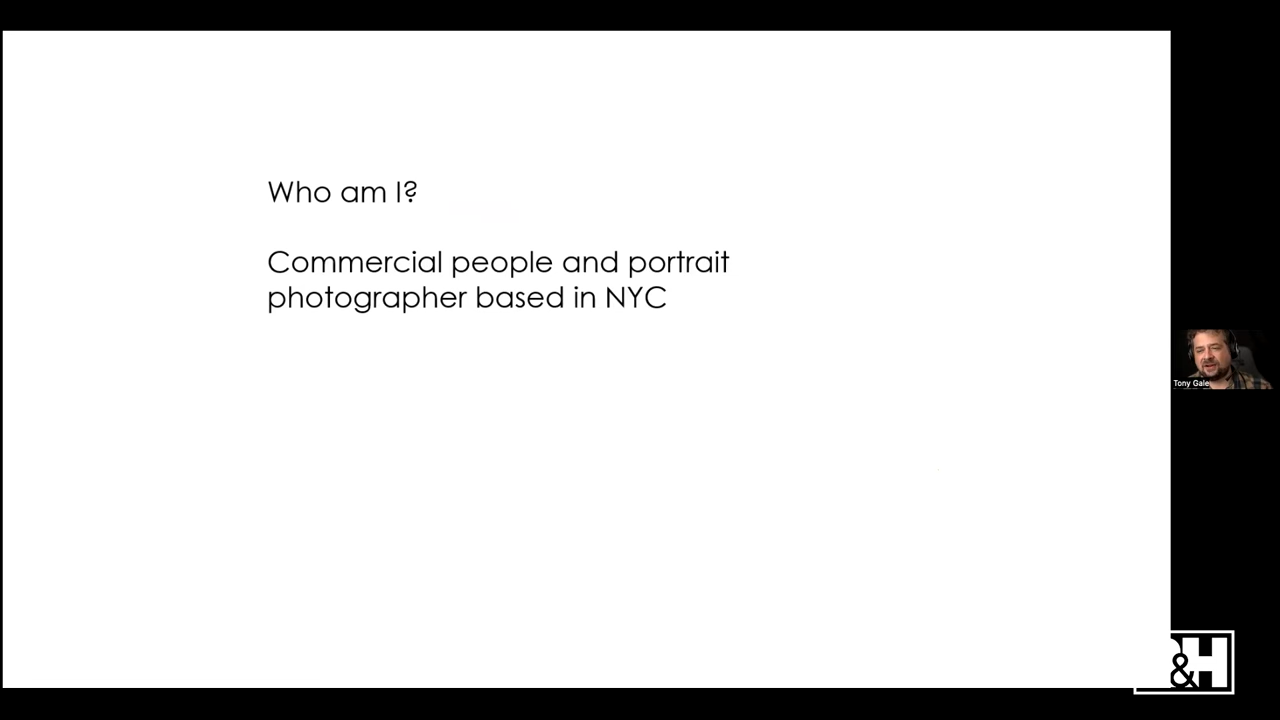 Who am I?
Commercial people and portrait
photographer based in NYC
Tony Gale
&H